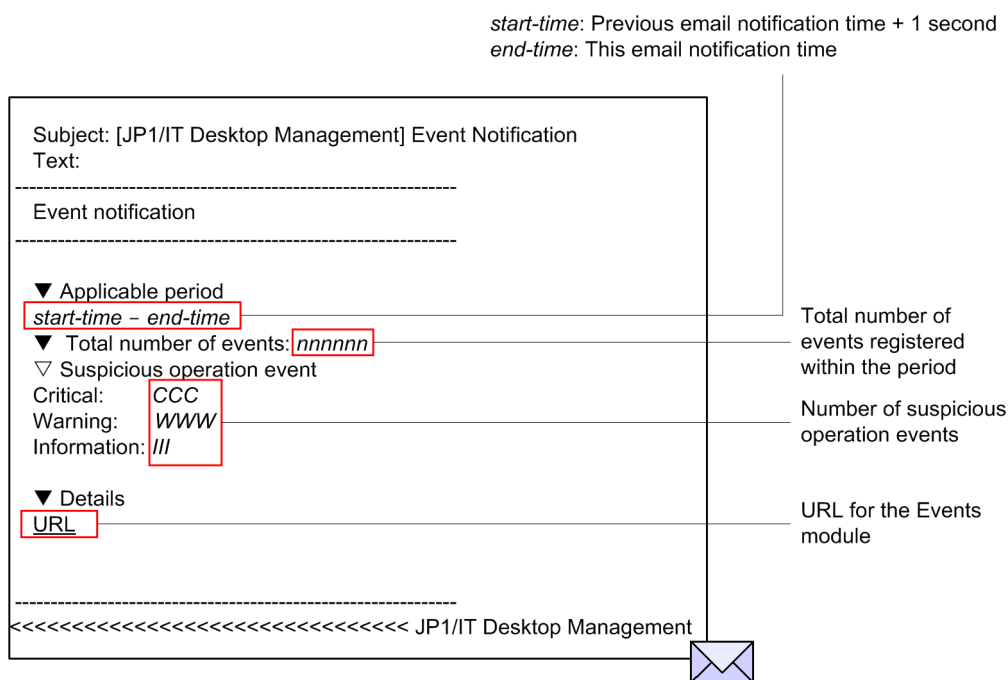 start-time: Previous email notification time + 1 second
end-time: This email notification time
Subject: [JP1/IT Desktop Management] Event Notification
Text:
--------------------------------------------------------------
Event notification
--------------------------------------------------------------
▼ Applicable period
start-time – end-time
▼ Total number of events: nnnnnn
▽ Suspicious operation event
Critical: CCC
Warning: WWW
Information: III
▼ Details
URL
--------------------------------------------------------------
<<<<<<<<<<<<<<<<<<<<<<<<<<<<<<<< JP1/IT Desktop Management
Total number of
events registered
within the period
Number of suspicious
operation events
URL for the Events
module